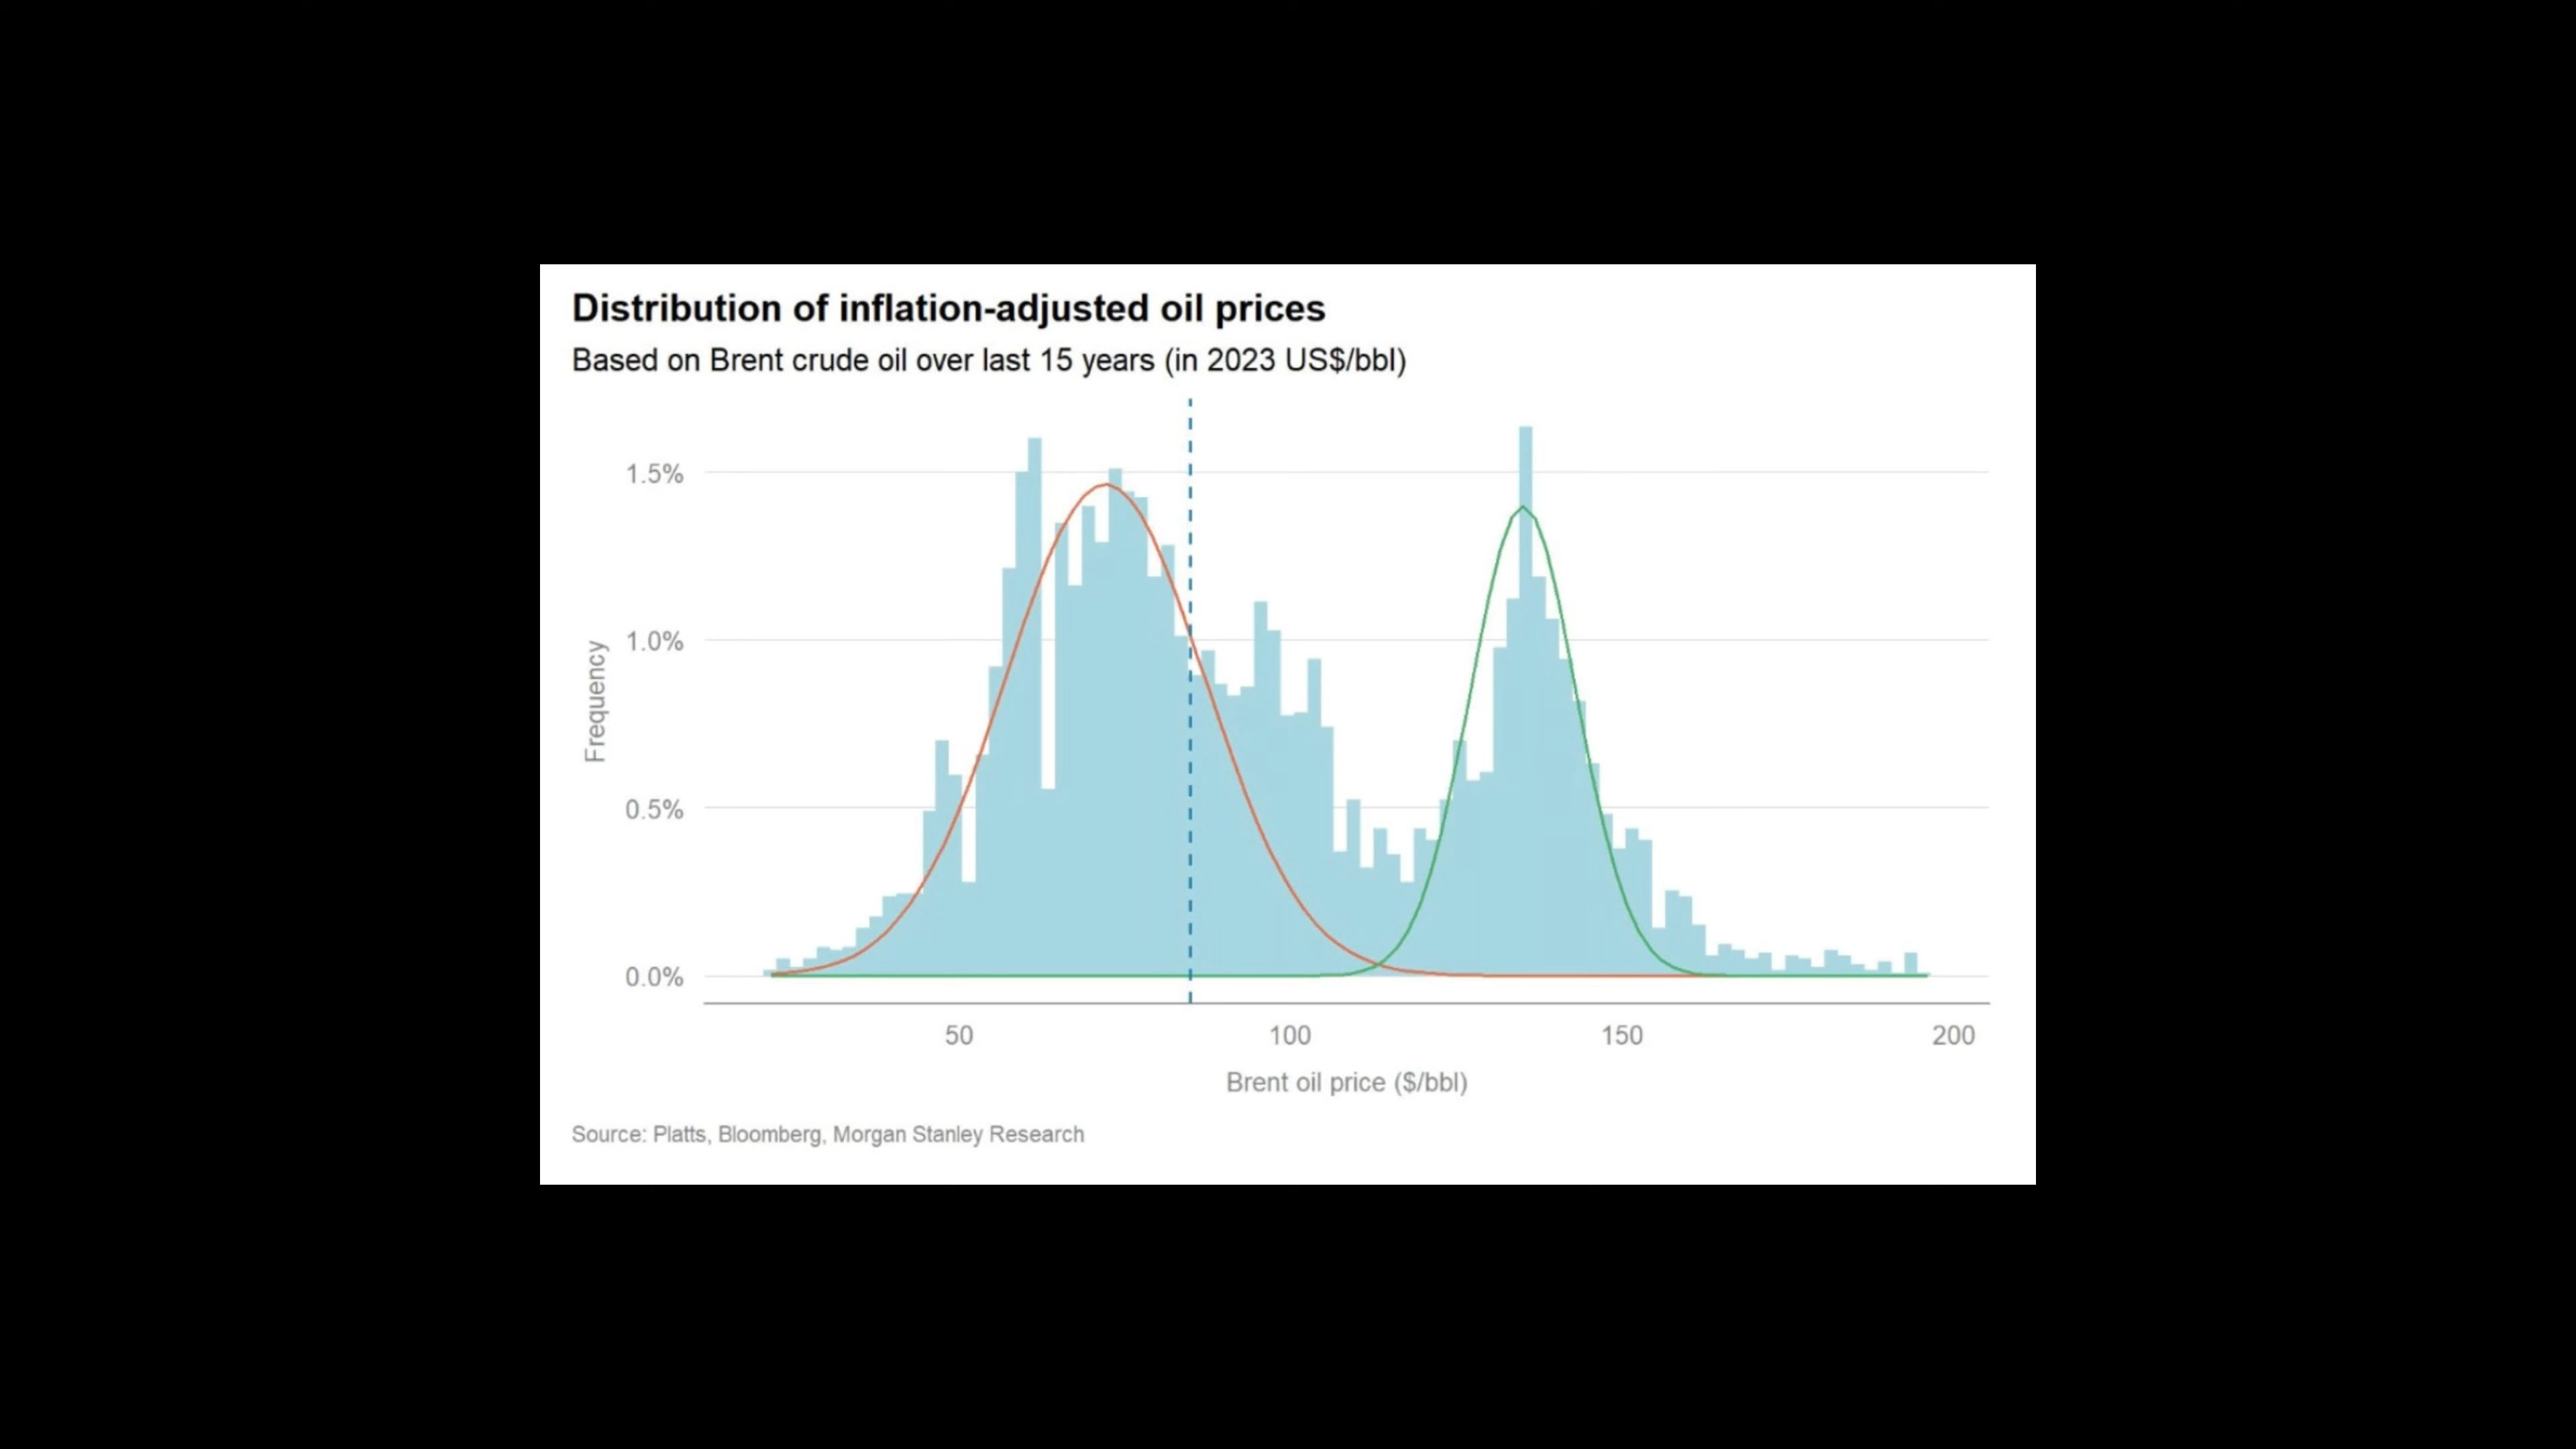 Distribution of inflation-adjusted oil prices
Based on Brent crude oil over last 15 years (in 2023 US$/bbl)
1.5%
1.0%
0.5%
0.0%
Frequency
50 100 150 200
Brent oil price ($/bbl)
Source: Platts, Bloomberg, Morgan Stanley Research